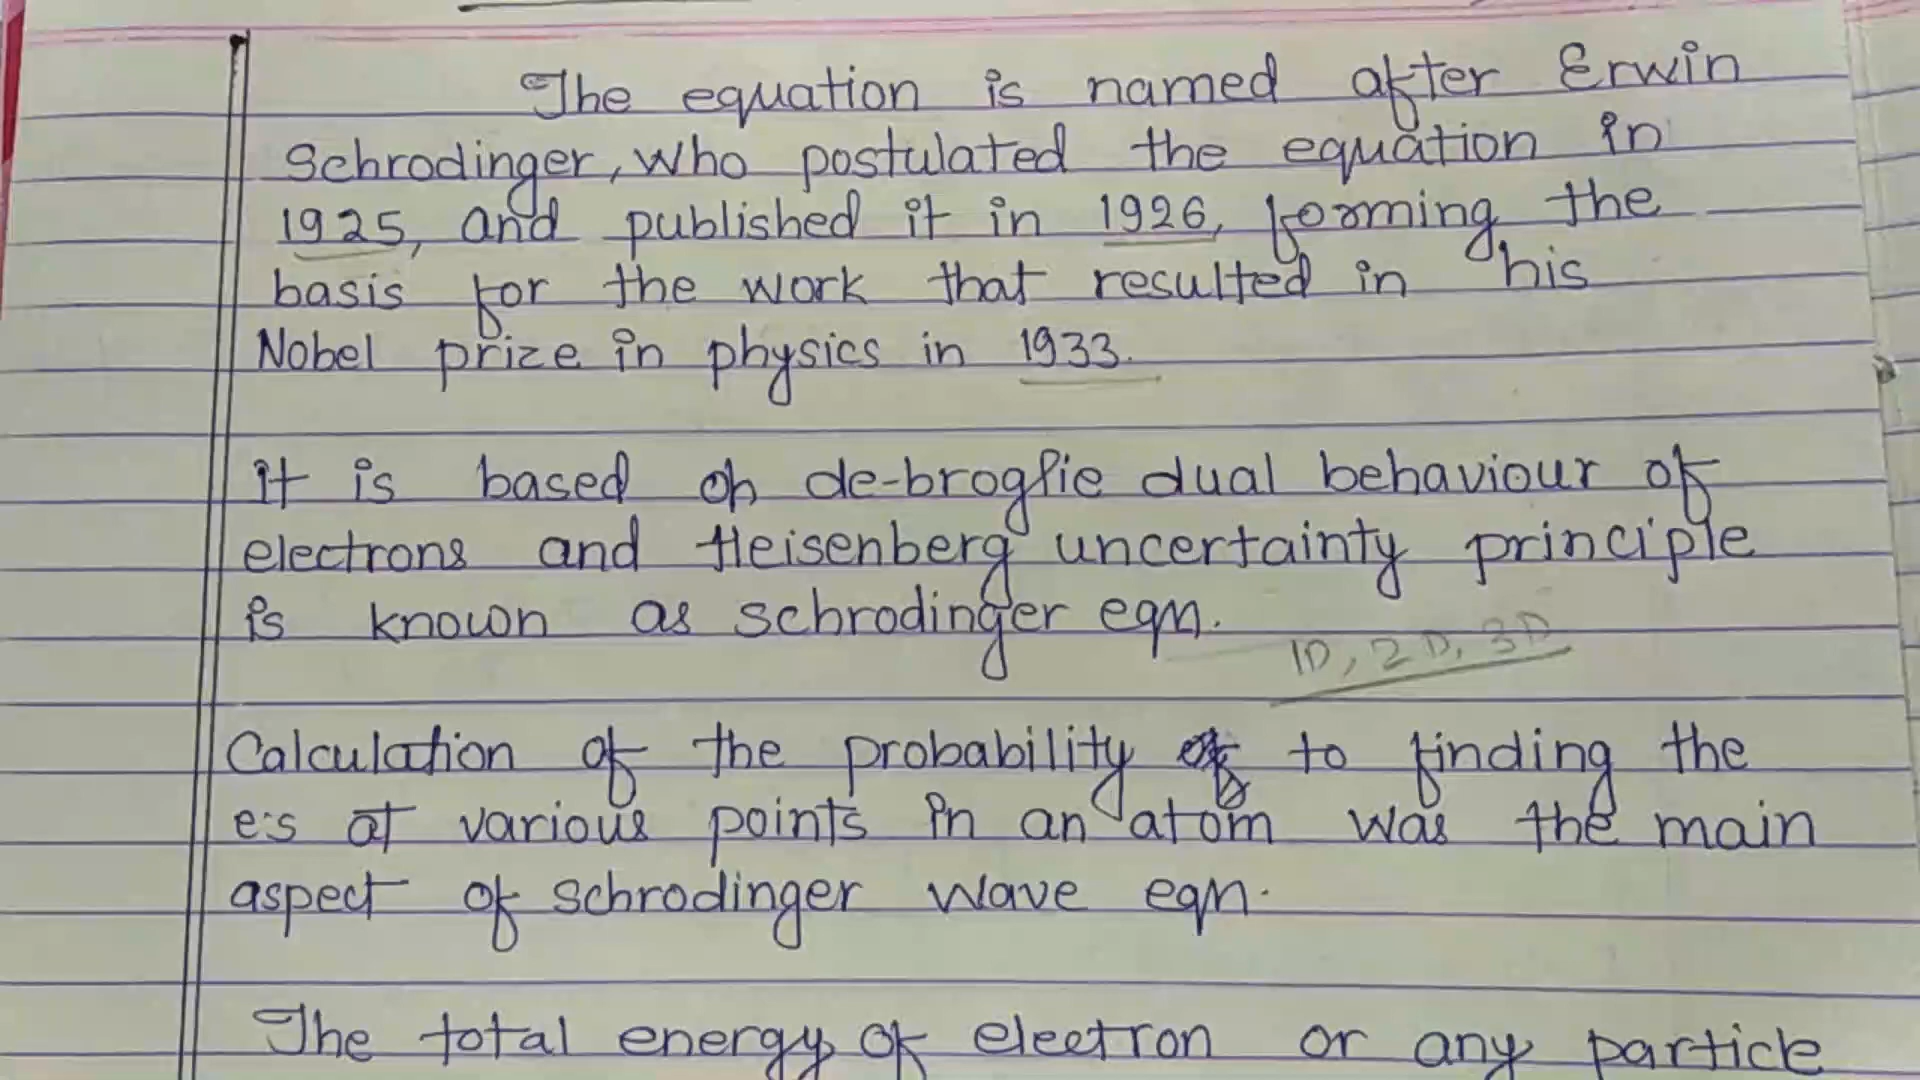 The equation is named after Erwin
Schrodinger, who postulated the equation in
1925, and published it in 1926, forming the
basis for the work that resulted in his
Nobel prize in physics in 1933.
it is based on de-broglie dual behaviour of
electrons and Heisenberg uncertainty principle
is known as schrodinger eqn.
1D, 2D, 3D
Calculation of the probability to finding the
e's at various points in an atom was the main
aspect of schrodinger wave eqn.
The total energy of electron or any particle